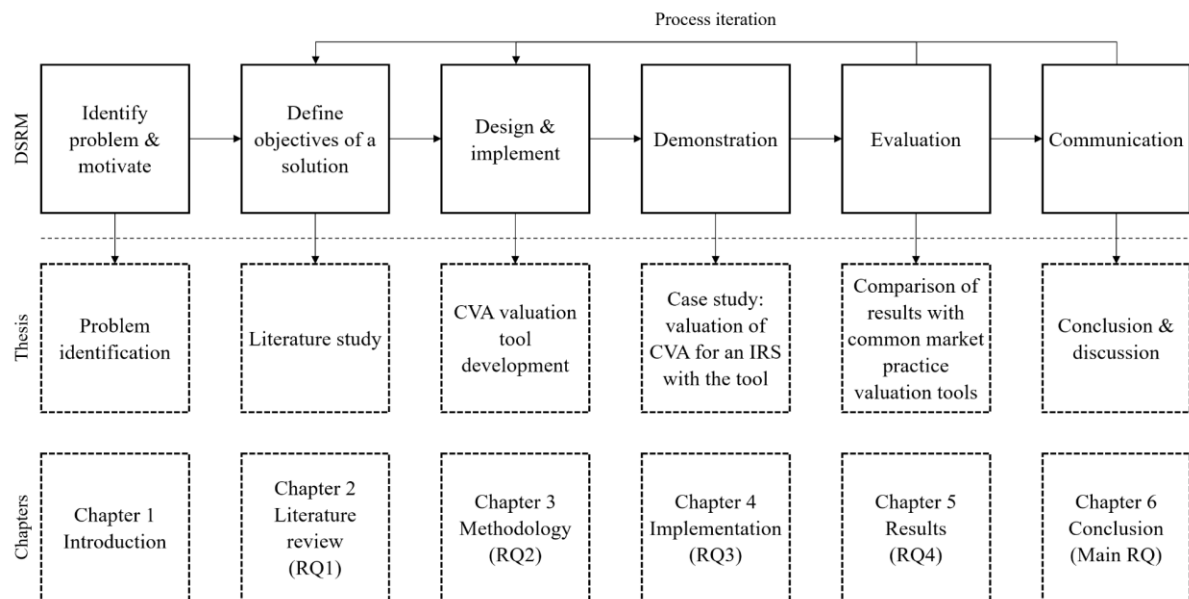 Process iteration
DSRM
Identify
problem &
motivate
Define
objectives of a
solution
Design &
implement
Demonstration
Evaluation
Communication
Thesis
Problem
identification
Literature study
CVA valuation
tool
development
Case study:
valuation of
CVA for an IRS
with the tool
Comparison of
results with
common market
practice
valuation tools
Conclusion &
discussion
Chapters
Chapter 1
Introduction
Chapter 2
Literature
review
(RQ1)
Chapter 3
Methodology
(RQ2)
Chapter 4
Implementation
(RQ3)
Chapter 5
Results
(RQ4)
Chapter 6
Conclusion
(Main RQ)